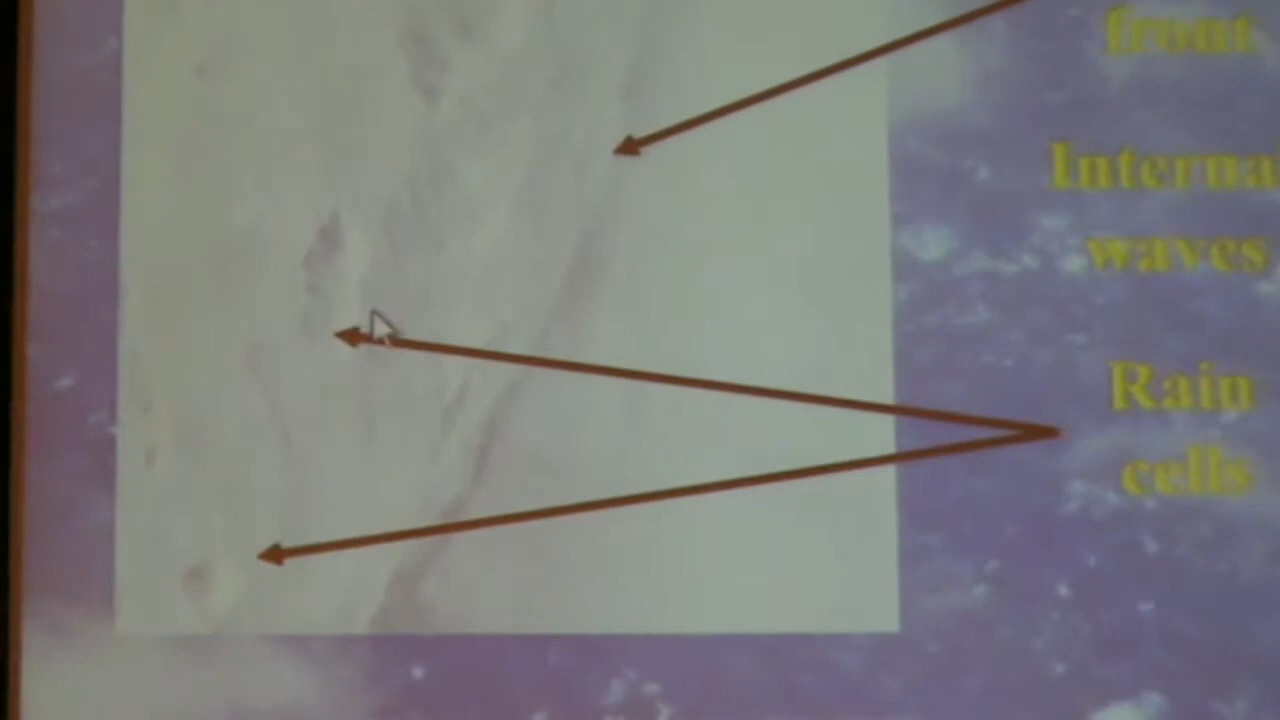 front
Interna
waves
Rain
cells